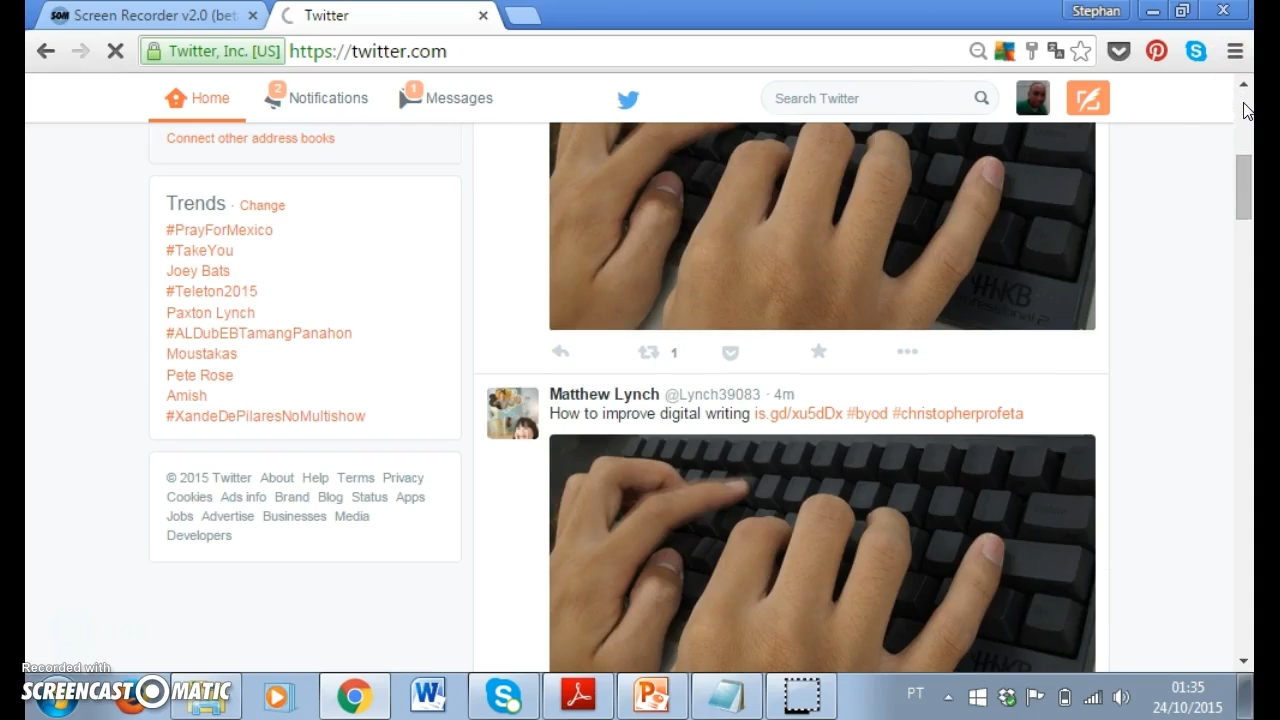 Screen Recorder v2.0 (bet
Twitter
Stephan
Twitter, Inc. [US] https://twitter.com
2
1
Home Notifications Messages
Search Twitter
Connect other address books
Trends · Change
#PrayForMexico
#TakeYou
Joey Bats
#Teleton2015
Paxton Lynch
#ALDubEBTamangPanahon
Moustakas
Pete Rose
Amish
#XandeDePilaresNoMultishow
© 2015 Twitter About Help Terms Privacy
Cookies Ads info Brand Blog Status Apps
Jobs Advertise Businesses Media
Developers
HHKB
1
Matthew Lynch @Lynch39083 · 4m
How to improve digital writing is.gd/xu5dDx #byod #christopherprofeta
Recorded with
SCREENCAST MATIC
PT
01:35
24/10/2015